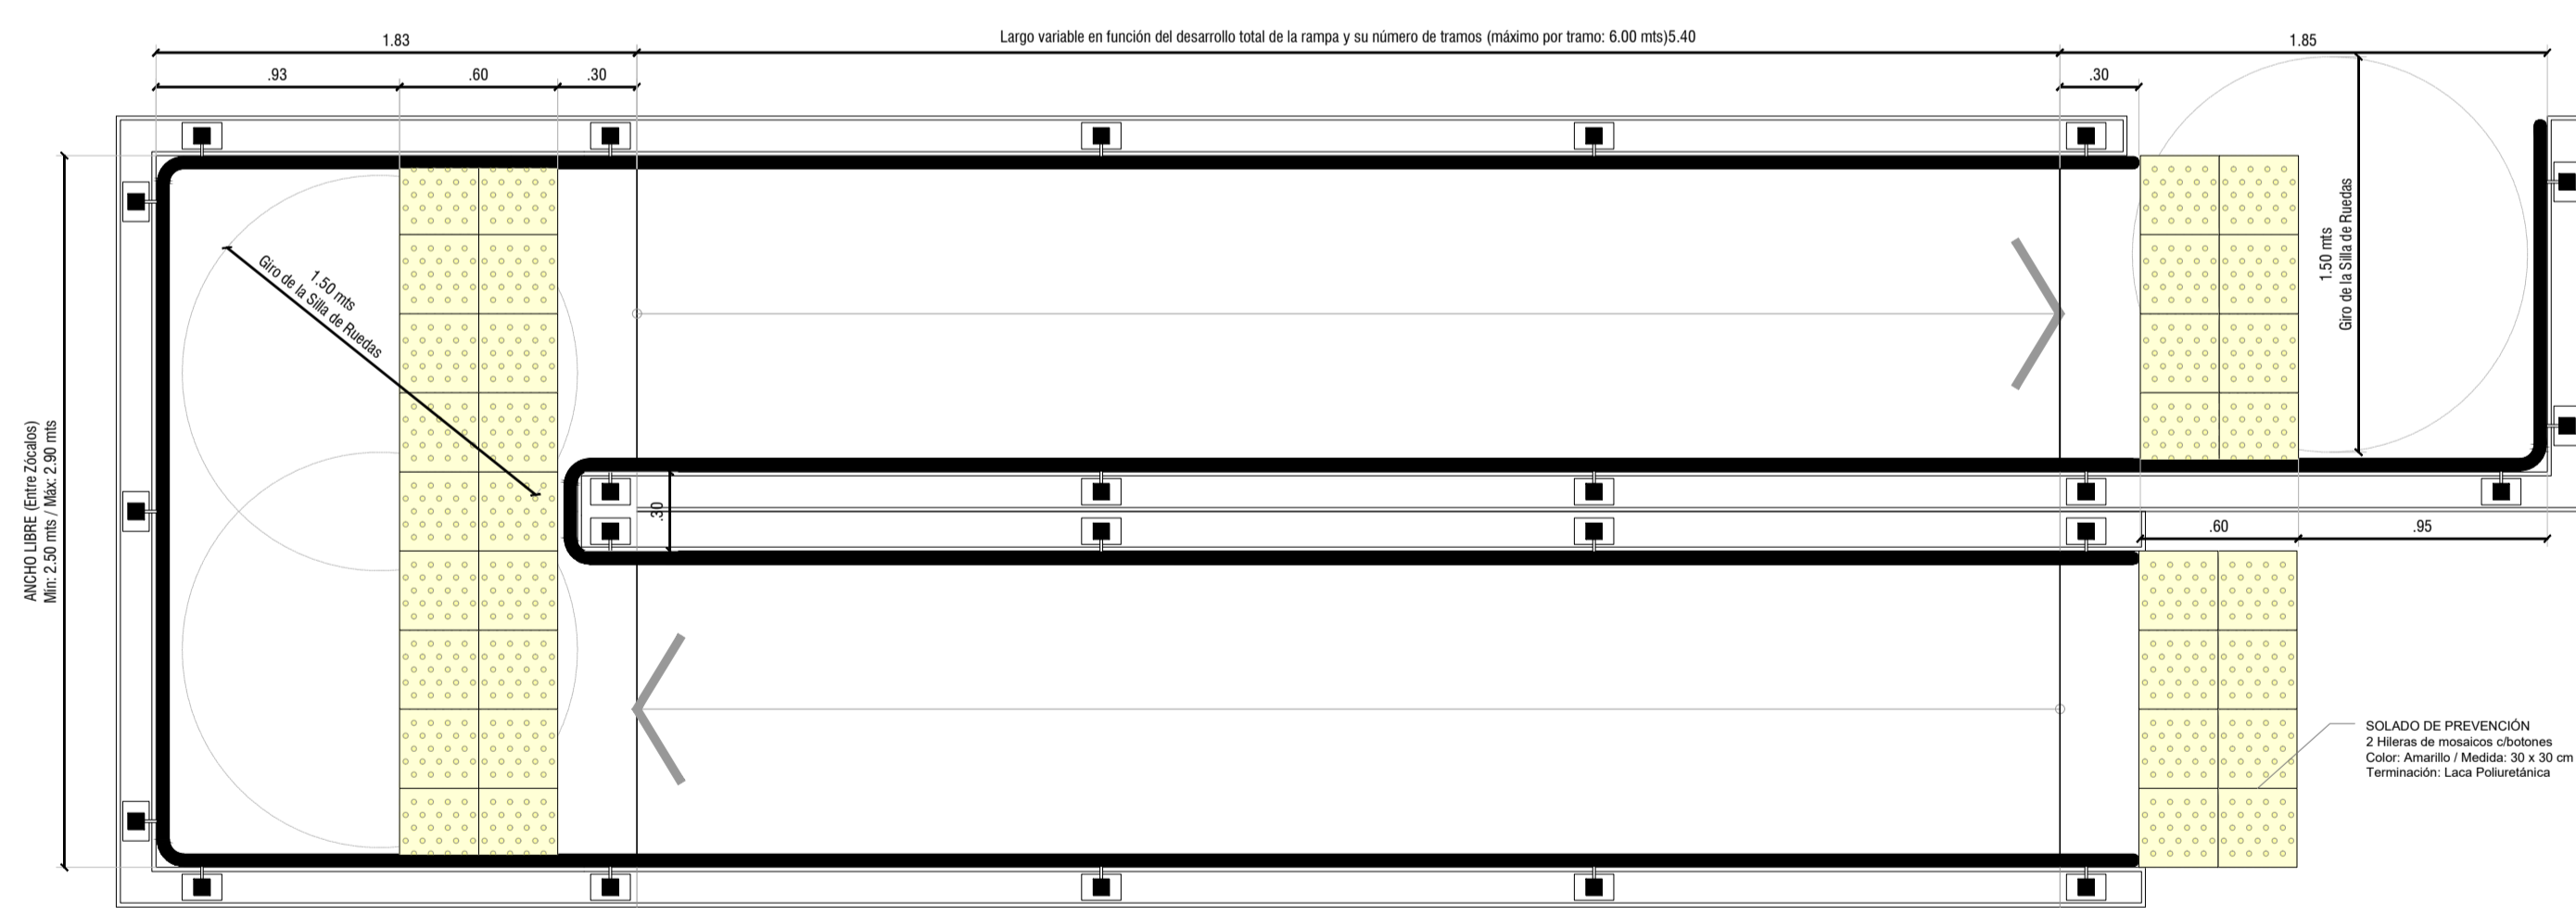 Largo variable en función del desarrollo total de la rampa y su número de tramos (máximo por tramo: 6.00 mts)5.40
1.83
1.85
.93
.60
.30
.30
1.50 mts
Giro de la Silla de Ruedas
1.50 mts
Giro de la Silla de Ruedas
ANCHO LIBRE (Entre Zócalos)
Mín: 2.50 mts / Máx: 2.90 mts
.30
.60
.95
SOLADO DE PREVENCIÓN
2 Hileras de mosaicos c/botones
Color: Amarillo / Medida: 30 x 30 cm
Terminación: Laca Poliuretánica